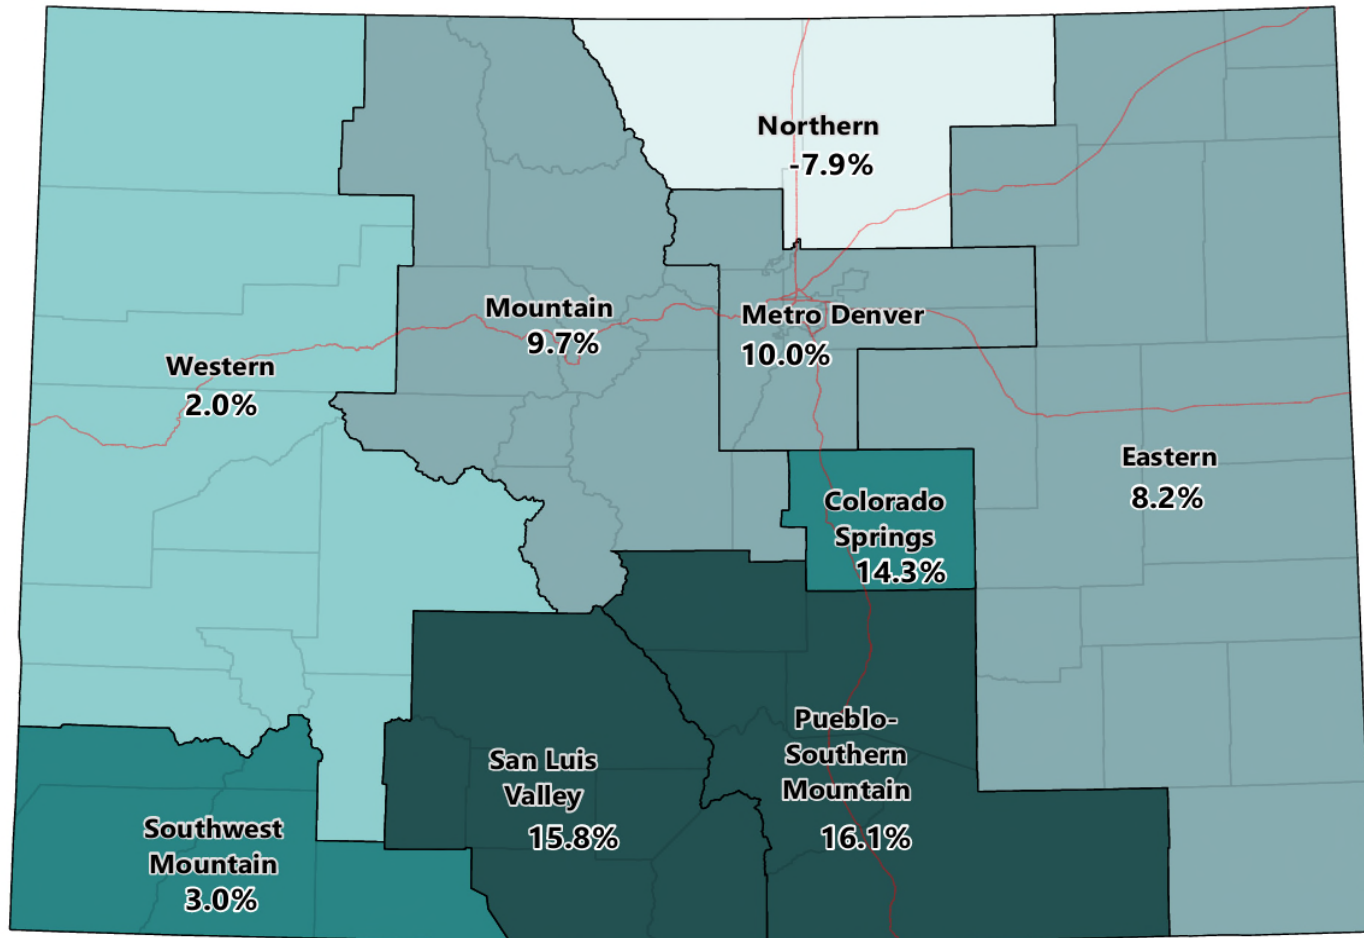 Northern
-7.9%
Mountain
9.7%
Metro Denver
10.0%
Western
2.0%
Eastern
8.2%
Colorado
Springs
14.3%
San Luis
Valley
15.8%
Pueblo-
Southern
Mountain
16.1%
Southwest
Mountain
3.0%